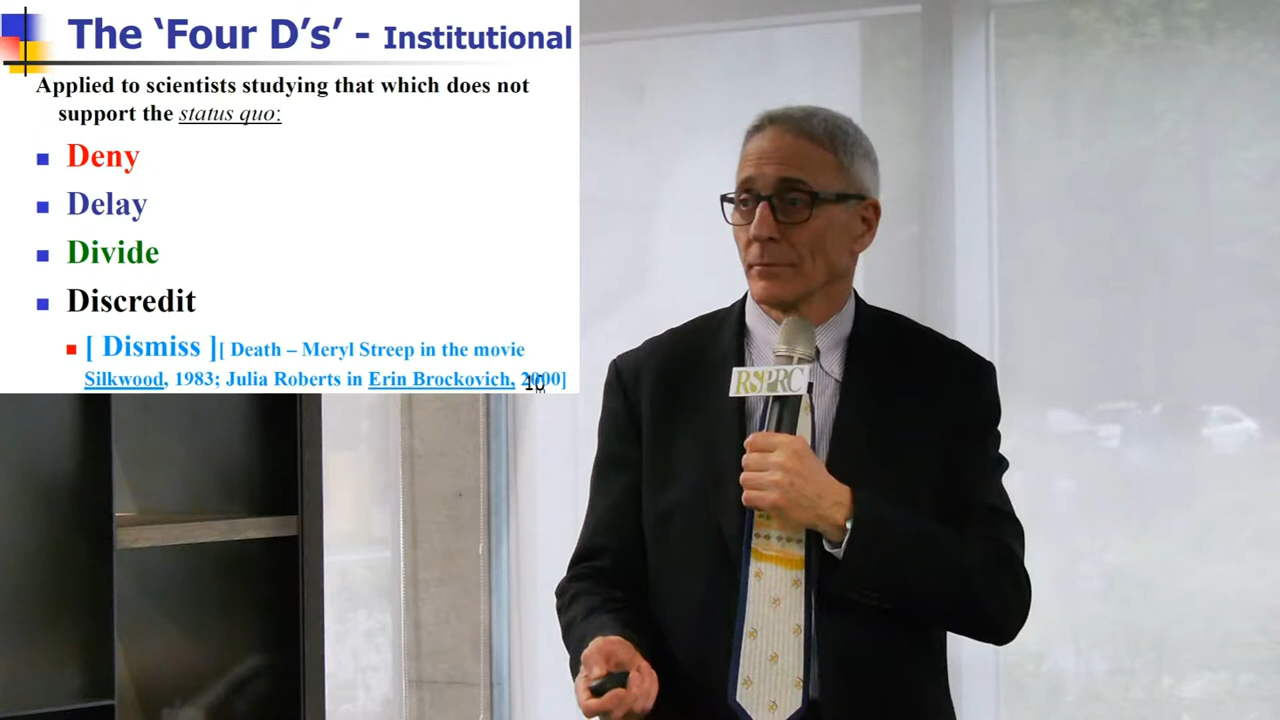 The ‘Four D’s’ - Institutional
Applied to scientists studying that which does not
support the status quo:
Deny
Delay
Divide
Discredit
[ Dismiss ][ Death – Meryl Streep in the movie
Silkwood, 1983; Julia Roberts in Erin Brockovich, 2000]
10
RSPRC